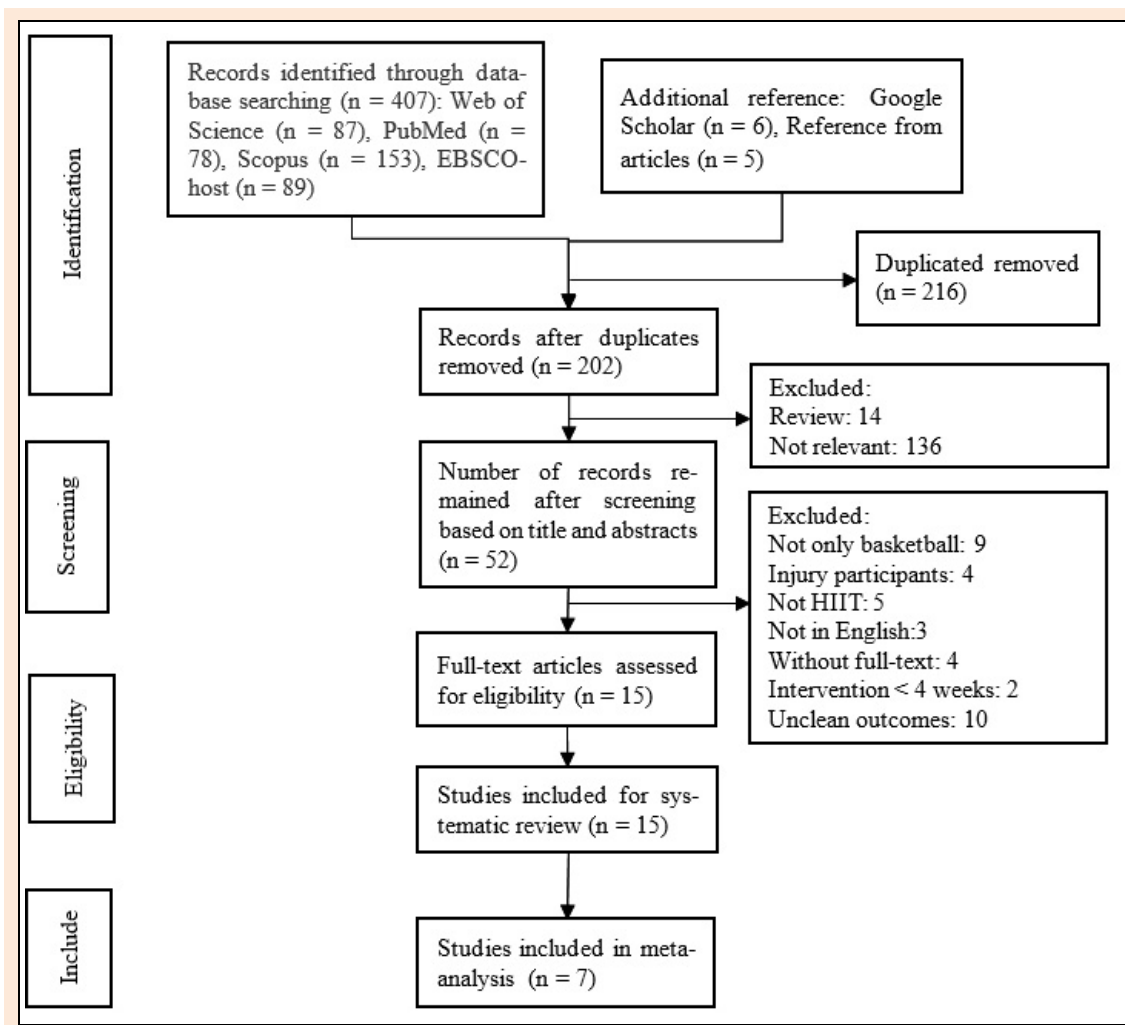 Identification
Records identified through data-
base searching (n = 407): Web of
Science (n = 87), PubMed (n =
78), Scopus (n = 153), EBSCO-
host (n = 89)
Additional reference: Google
Scholar (n = 6), Reference from
articles (n = 5)
Duplicated removed
(n = 216)
Records after duplicates
removed (n = 202)
Excluded:
Review: 14
Not relevant: 136
Screening
Number of records re-
mained after screening
based on title and abstracts
(n = 52)
Excluded:
Not only basketball: 9
Injury participants: 4
Not HIIT: 5
Not in English:3
Without full-text: 4
Intervention < 4 weeks: 2
Unclean outcomes: 10
Eligibility
Full-text articles assessed
for eligibility (n = 15)
Studies included for sys-
tematic review (n = 15)
Include
Studies included in meta-
analysis (n = 7)